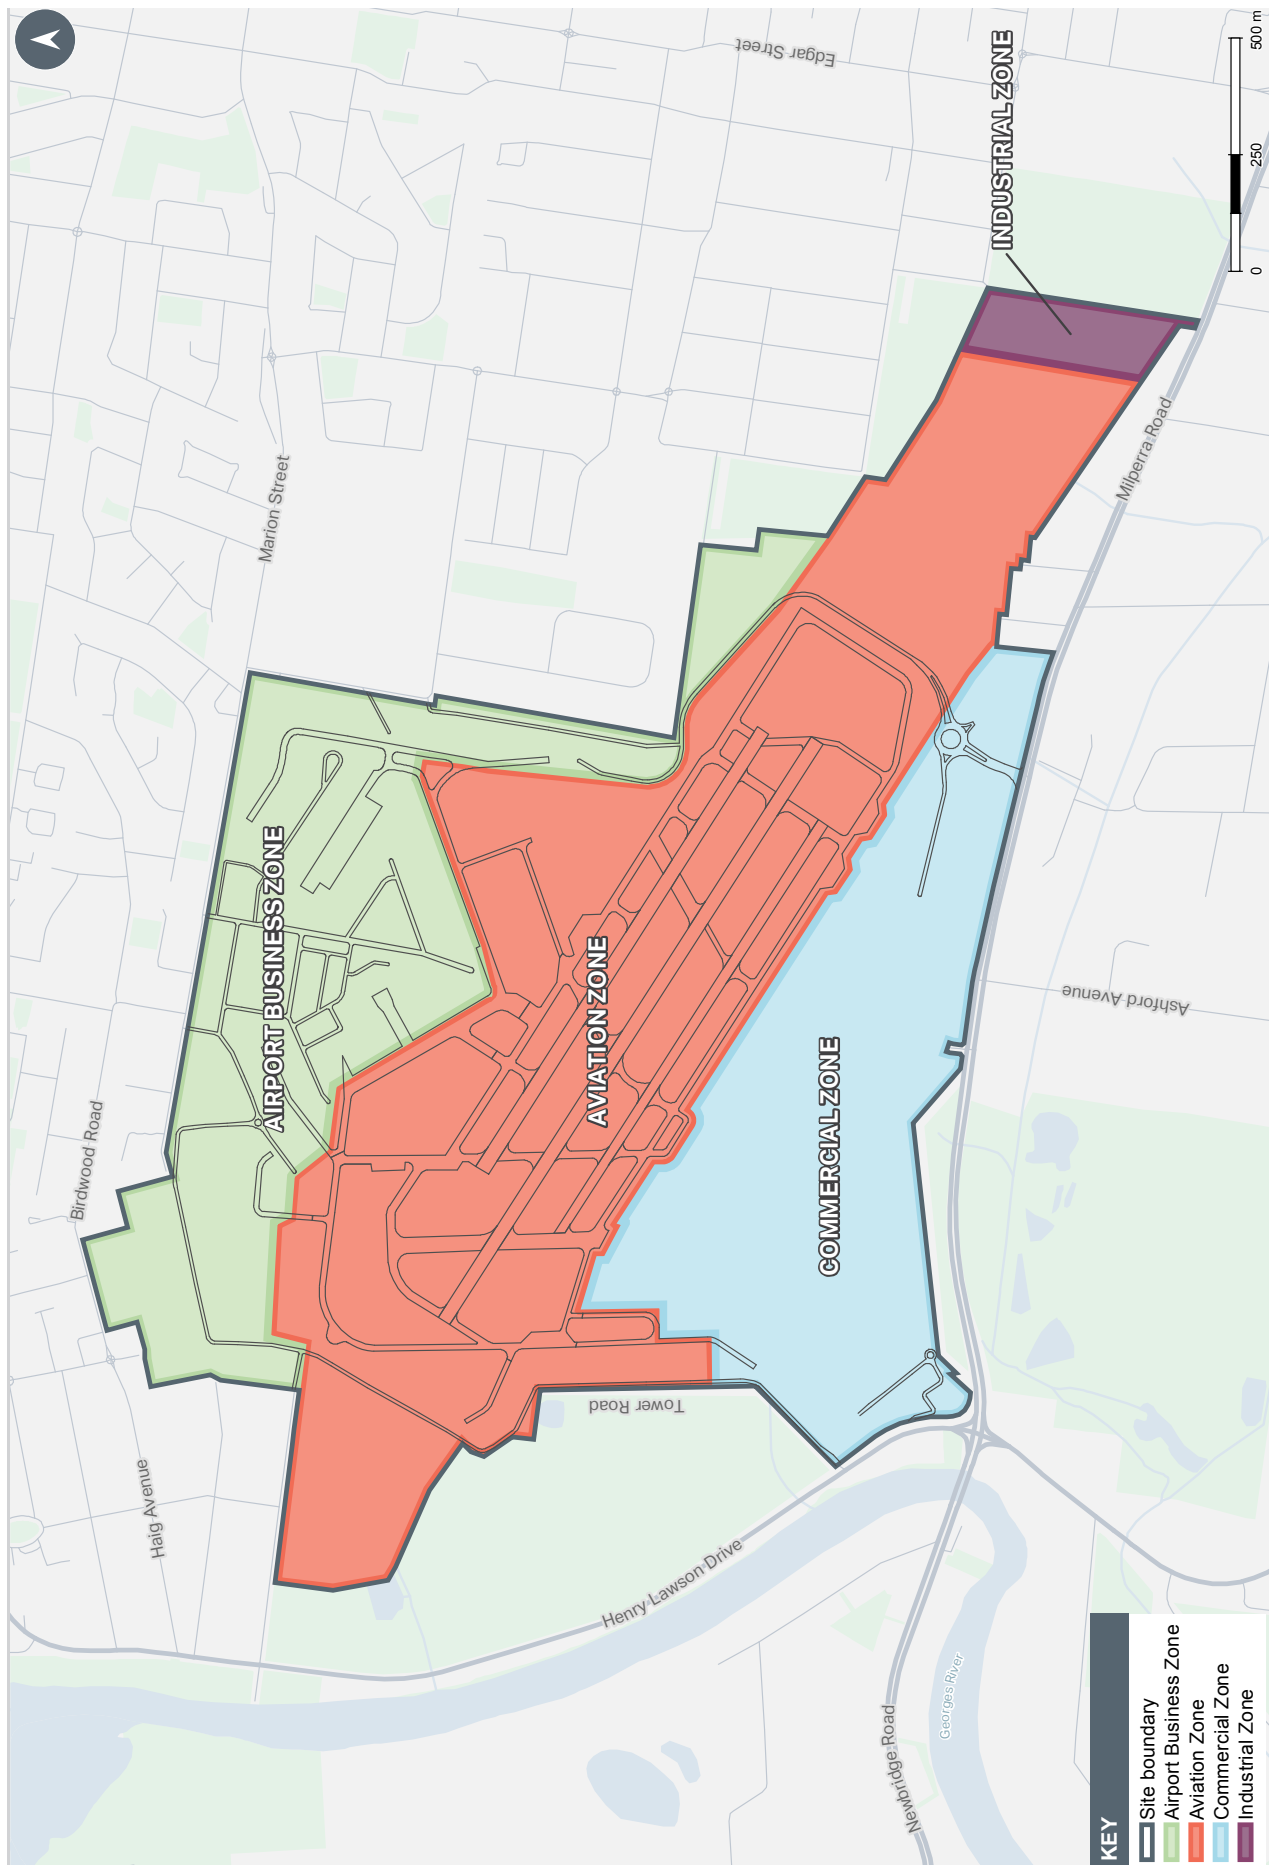 Edgar Street
INDUSTRIAL ZONE
500 m
250
0
Marion Street
Milperra Road
AIRPORT BUSINESS ZONE
AVIATION ZONE
COMMERCIAL ZONE
Ashford Avenue
Birdwood Road
Tower Road
Haig Avenue
Henry Lawson Drive
Newbridge Road
Georges River
KEY
Site boundary
Airport Business Zone
Aviation Zone
Commercial Zone
Industrial Zone